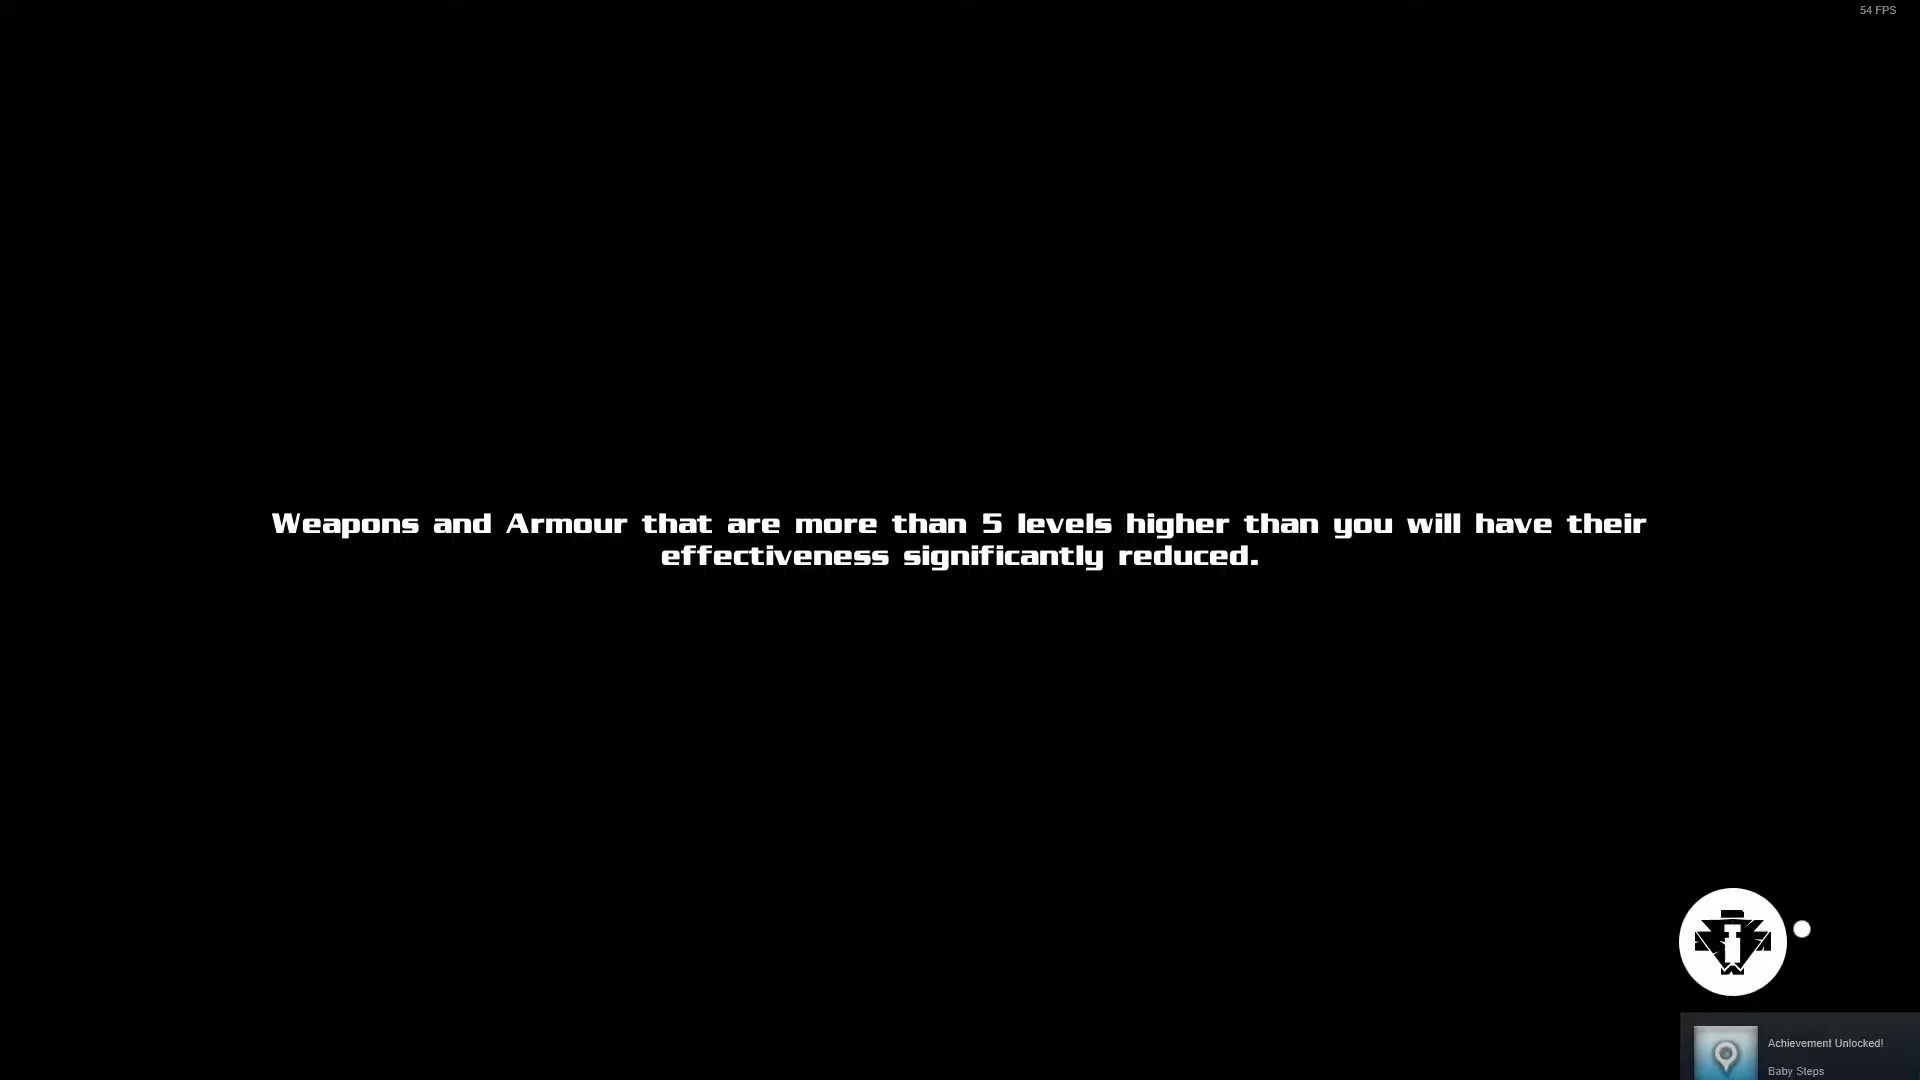 54 FPS
Weapons and Armour that are more than 5 levels higher than you will have their
effectiveness significantly reduced.
Achievement Unlocked!
Baby Steps